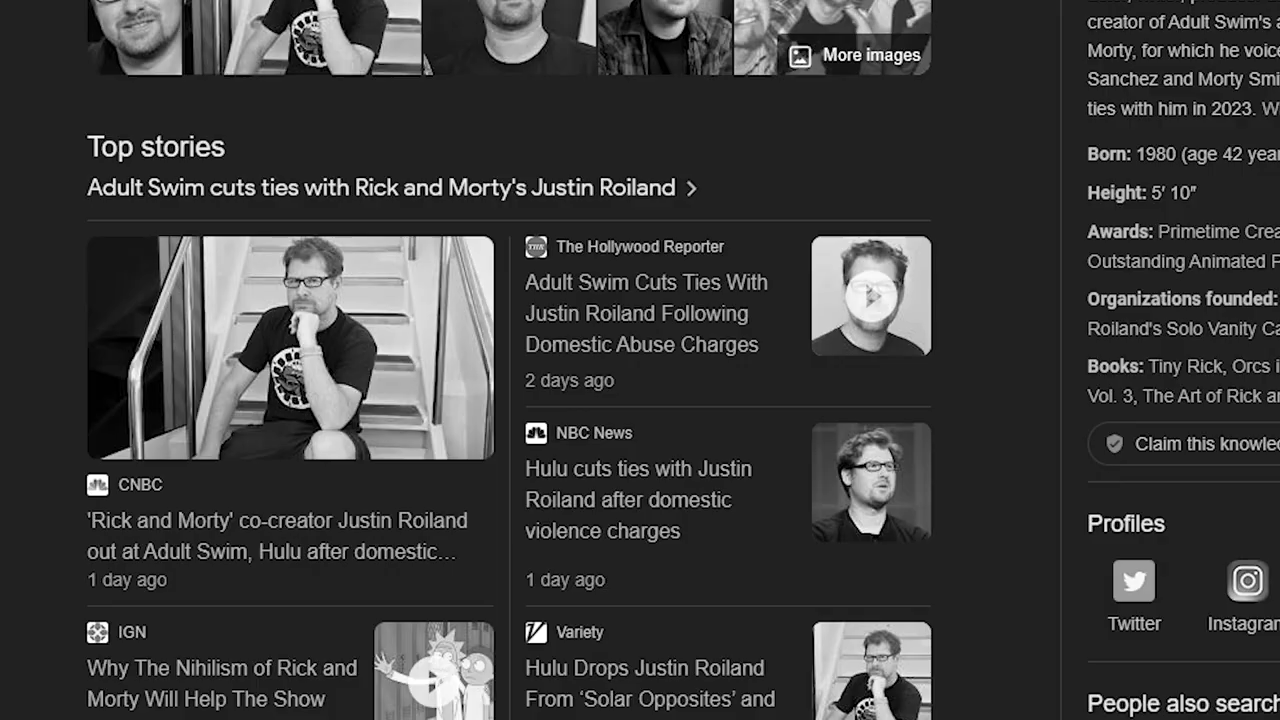 More images
Top stories
Adult Swim cuts ties with Rick and Morty's Justin Roiland
CNBC
'Rick and Morty' co-creator Justin Roiland
out at Adult Swim, Hulu after domestic...
1 day ago
The Hollywood Reporter
Adult Swim Cuts Ties With
Justin Roiland Following
Domestic Abuse Charges
2 days ago
NBC News
Hulu cuts ties with Justin
Roiland after domestic
violence charges
1 day ago
IGN
Why The Nihilism of Rick and
Morty Will Help The Show
Variety
Hulu Drops Justin Roiland
From ‘Solar Opposites’ and
creator of Adult Swim's
Morty, for which he voice
Sanchez and Morty Smi
ties with him in 2023. W
Born: 1980 (age 42 year
Height: 5' 10"
Awards: Primetime Crea
Outstanding Animated P
Organizations founded:
Roiland's Solo Vanity Ca
Books: Tiny Rick, Orcs i
Vol. 3, The Art of Rick a
Claim this knowle
Profiles
Twitter
Instagram
People also search